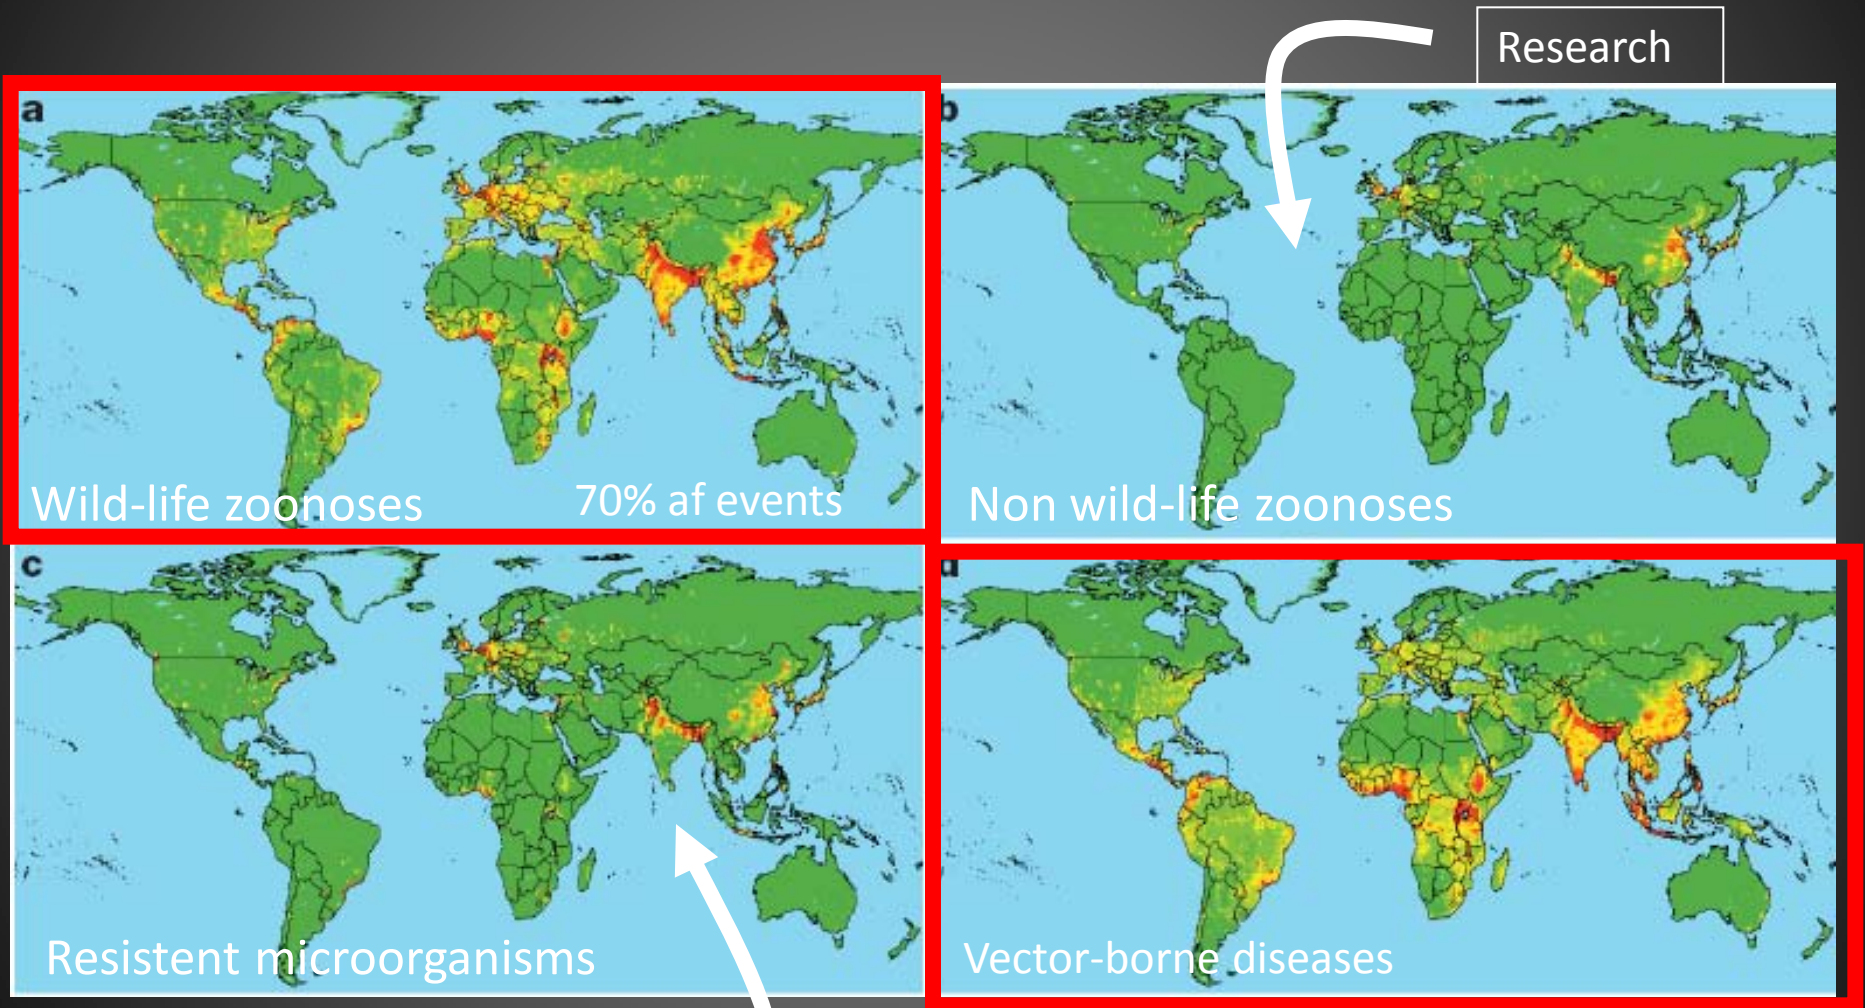 Research
a
b
Wild-life zoonoses
70% af events
Non wild-life zoonoses
c
d
Resistent microorganisms
Vector-borne diseases